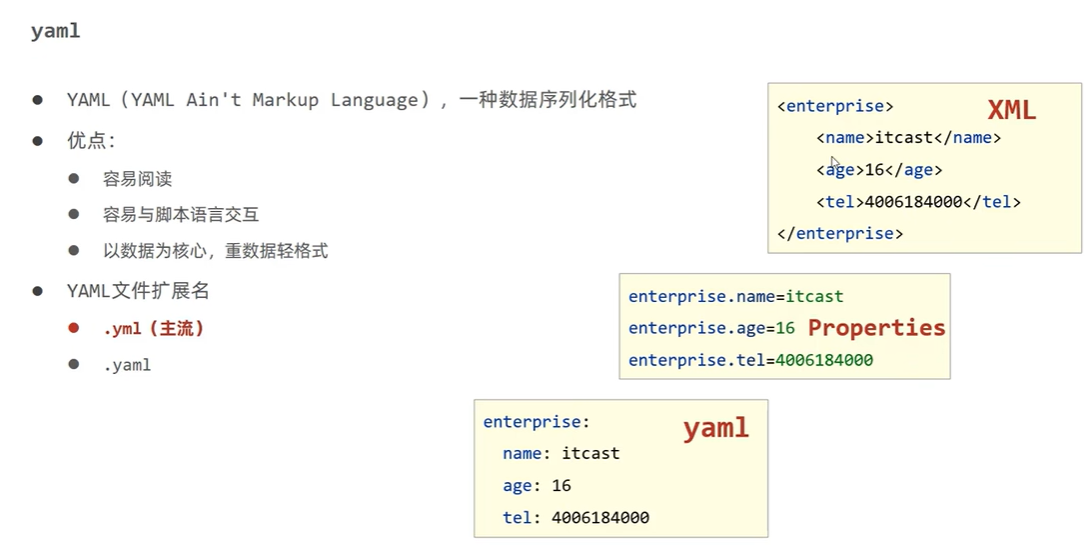 yaml
YAML（YAML Ain't Markup Language），一种数据序列化格式
优点：
容易阅读
容易与脚本语言交互
以数据为核心，重数据轻格式
YAML文件扩展名
.yml（主流）
.yaml
<enterprise>
XML
<name>itcast</name>
<age>16</age>
<tel>4006184000</tel>
</enterprise>
enterprise.name=itcast
enterprise.age=16
Properties
enterprise.tel=4006184000
enterprise:
yaml
name: itcast
age: 16
tel: 4006184000